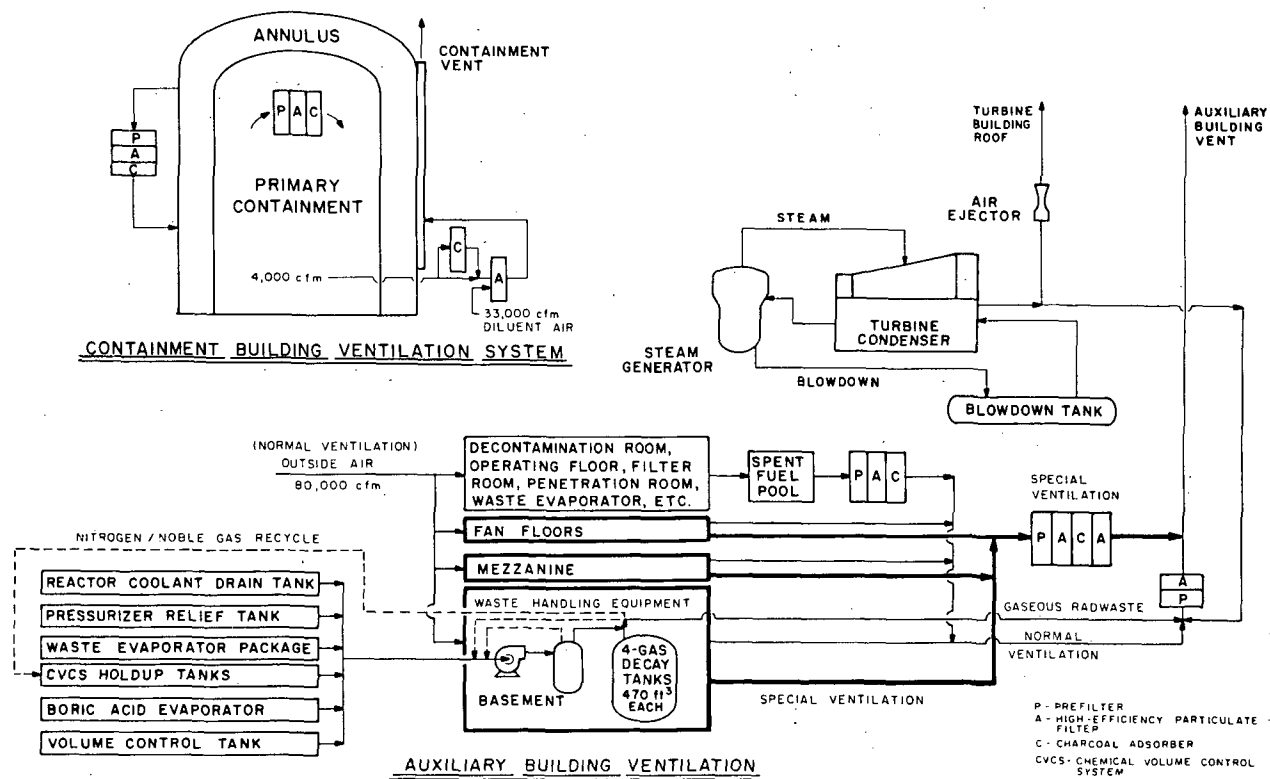 ANNULUS
CONTAINMENT
VENT
P A C
P
A
C
PRIMARY
CONTAINMENT
C
4,000 cfm
A
33,000 cfm
DILUENT AIR
CONTAINMENT BUILDING VENTILATION SYSTEM
TURBINE
BUILDING
ROOF
AUXILIARY
BUILDING
VENT
AIR
EJECTOR
STEAM
TURBINE
CONDENSER
STEAM
GENERATOR
BLOWDOWN
BLOWDOWN TANK
(NORMAL VENTILATION)
OUTSIDE AIR
80,000 cfm
DECONTAMINATION ROOM,
OPERATING FLOOR, FILTER
ROOM, PENETRATION ROOM,
WASTE EVAPORATOR, ETC.
SPENT
FUEL
POOL
P A C
SPECIAL
VENTILATION
P A C A
FAN FLOORS
MEZZANINE
NITROGEN / NOBLE GAS RECYCLE
REACTOR COOLANT DRAIN TANK
PRESSURIZER RELIEF TANK
WASTE EVAPORATOR PACKAGE
CVCS HOLDUP TANKS
BORIC ACID EVAPORATOR
VOLUME CONTROL TANK
WASTE HANDLING EQUIPMENT
BASEMENT
4-GAS
DECAY
TANKS
470 ft³
EACH
A
P
GASEOUS RADWASTE
NORMAL
VENTILATION
SPECIAL VENTILATION
P - PREFILTER
A - HIGH-EFFICIENCY PARTICULATE
FILTER
C - CHARCOAL ADSORBER
CVCS - CHEMICAL VOLUME CONTROL
SYSTEM
AUXILIARY BUILDING VENTILATION